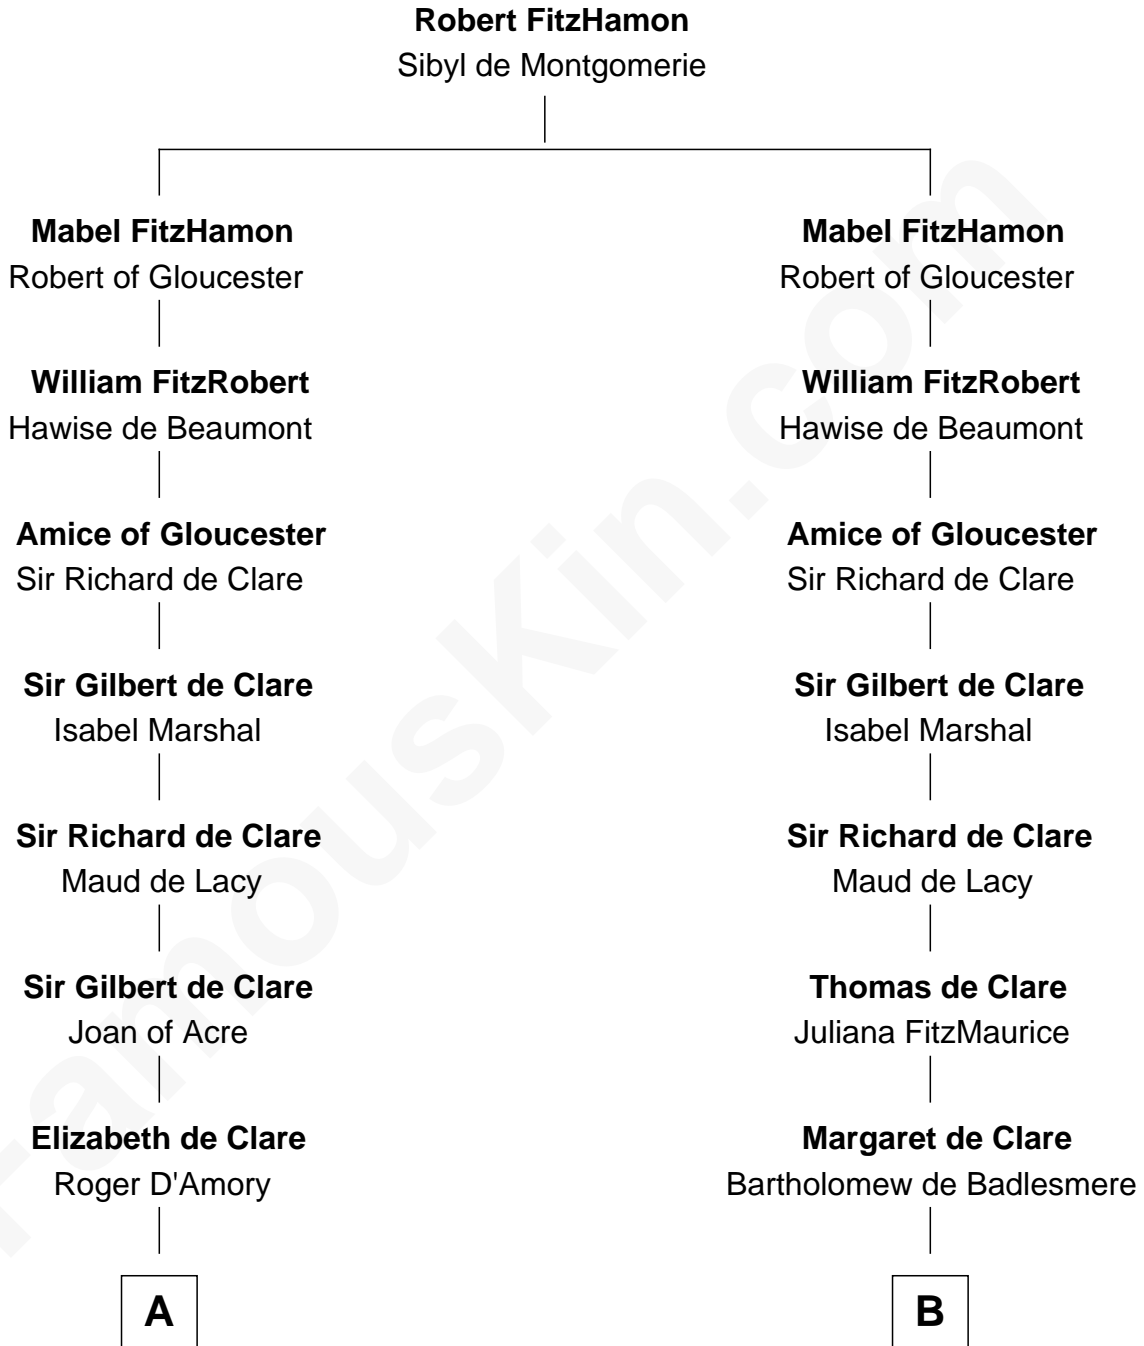 Robert FitzHamon
Sibyl de Montgomerie
Mabel FitzHamon
Robert of Gloucester
William FitzRobert
Hawise de Beaumont
Amice of Gloucester
Sir Richard de Clare
Sir Gilbert de Clare
Isabel Marshal
Sir Richard de Clare
Maud de Lacy
Sir Gilbert de Clare
Joan of Acre
Elizabeth de Clare
Roger D'Amory
A
Mabel FitzHamon
Robert of Gloucester
William FitzRobert
Hawise de Beaumont
Amice of Gloucester
Sir Richard de Clare
Sir Gilbert de Clare
Isabel Marshal
Sir Richard de Clare
Maud de Lacy
Thomas de Clare
Juliana FitzMaurice
Margaret de Clare
Bartholomew de Badlesmere
B
FamousKin.com